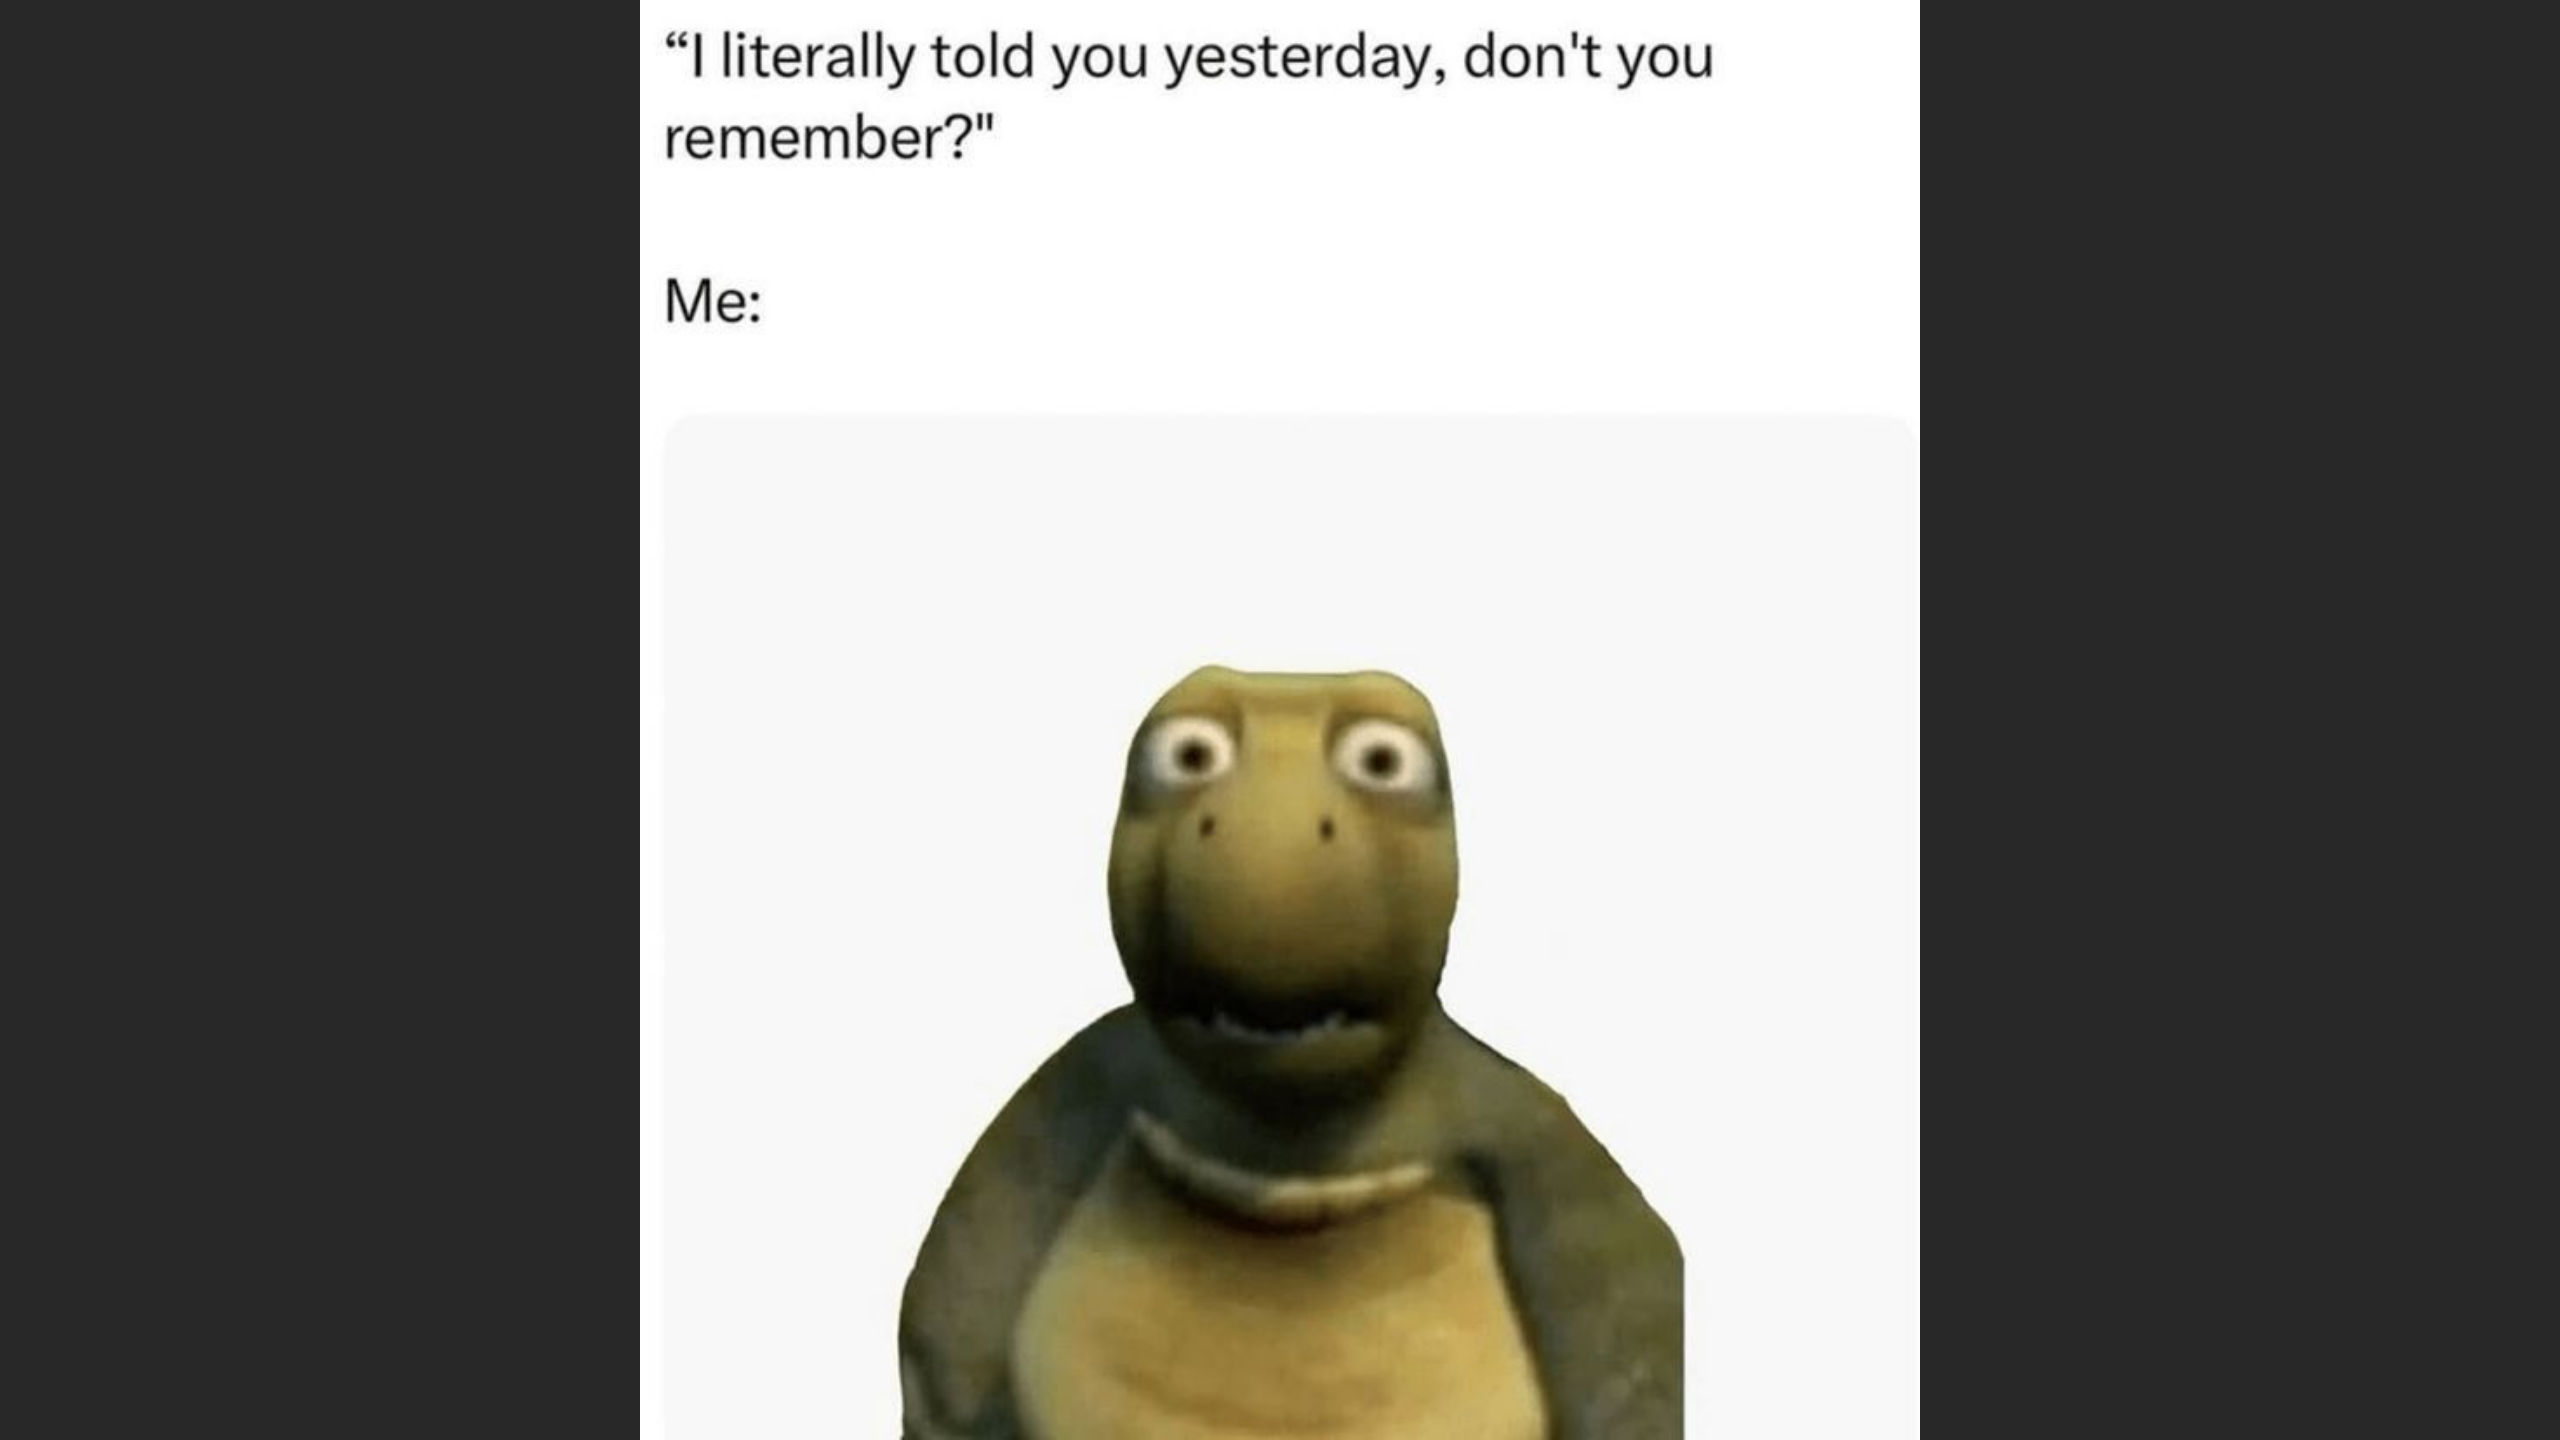 “I literally told you yesterday, don't you
remember?"
Me: